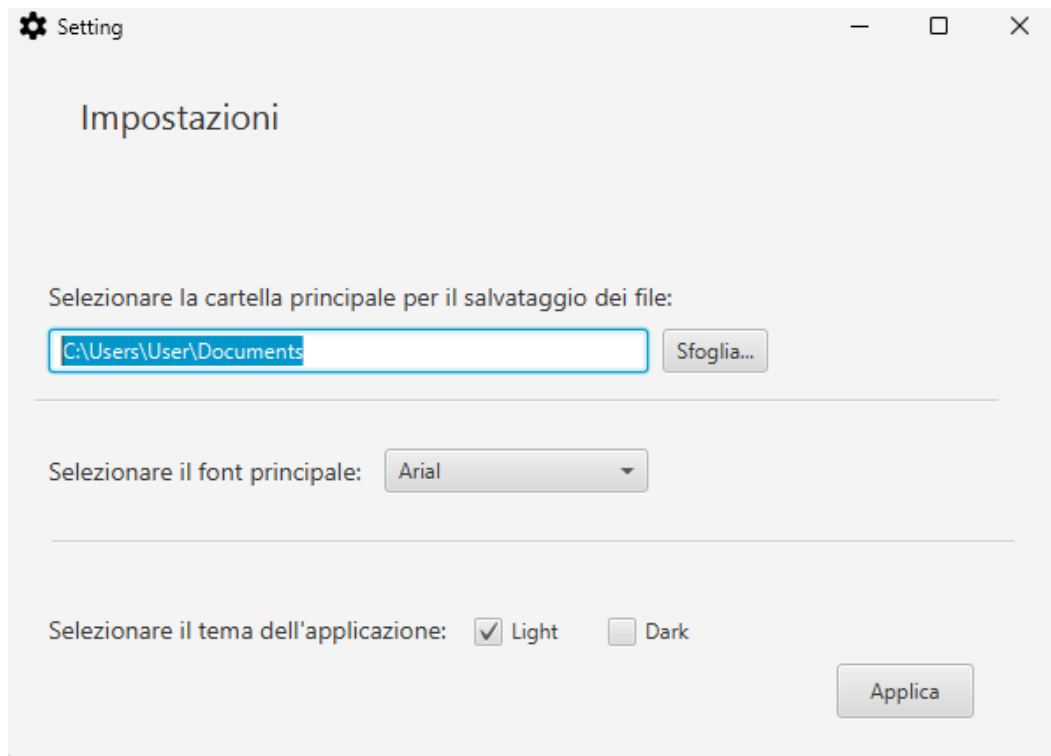 Setting
Impostazioni
Selezionare la cartella principale per il salvataggio dei file:
C:\Users\User\Documents Sfoglia...
Selezionare il font principale: Arial
Selezionare il tema dell'applicazione: Light Dark
Applica